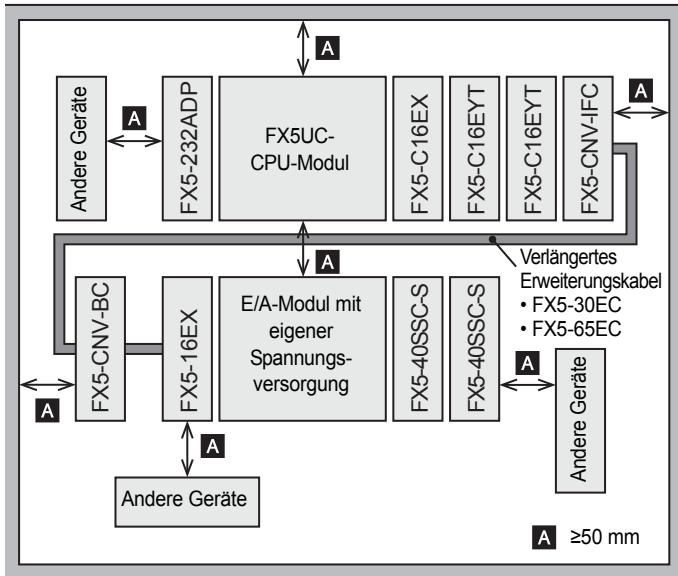 A
Andere Geräte
A
FX5-232ADP
FX5UC-
CPU-Modul
FX5-C16EX
FX5-C16EYT
FX5-C16EYT
FX5-CNV-IFC
A
A
Verlängertes
Erweiterungskabel
• FX5-30EC
• FX5-65EC
A
FX5-CNV-BC
FX5-16EX
E/A-Modul mit
eigener
Spannungs-
versorgung
FX5-40SSC-S
FX5-40SSC-S
A
Andere Geräte
A
Andere Geräte
A ≥50 mm